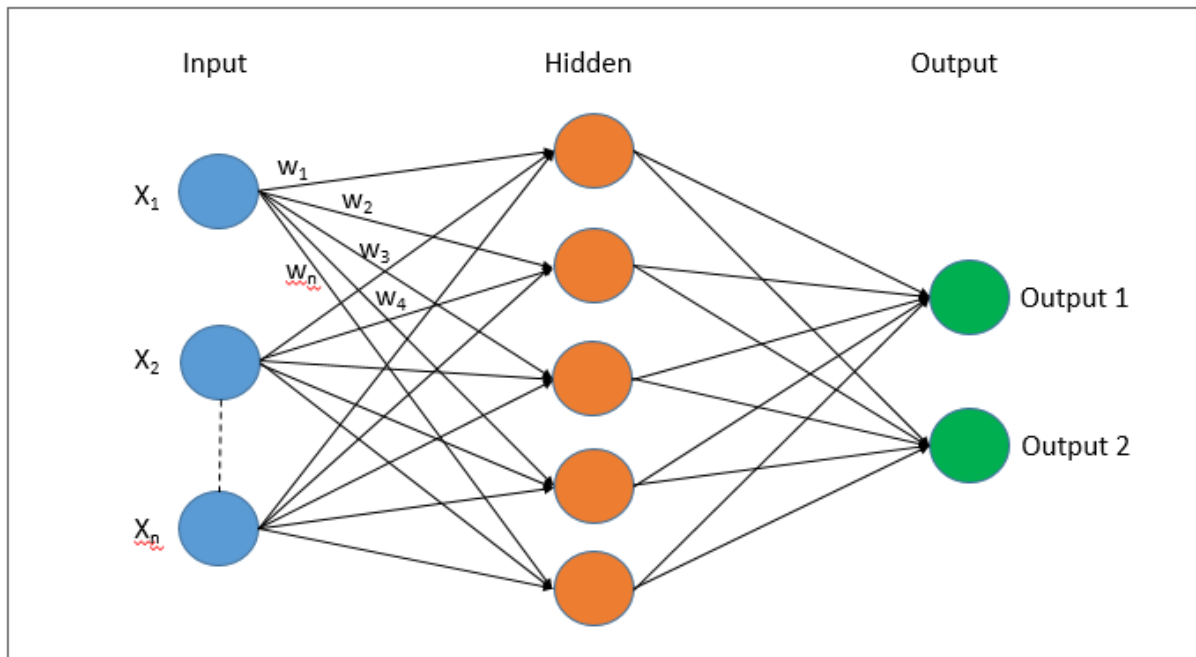 Input
Hidden
Output
X₁
X₂
Xₙ
w₁
w₂
w₃
wₙ
w₄
Output 1
Output 2